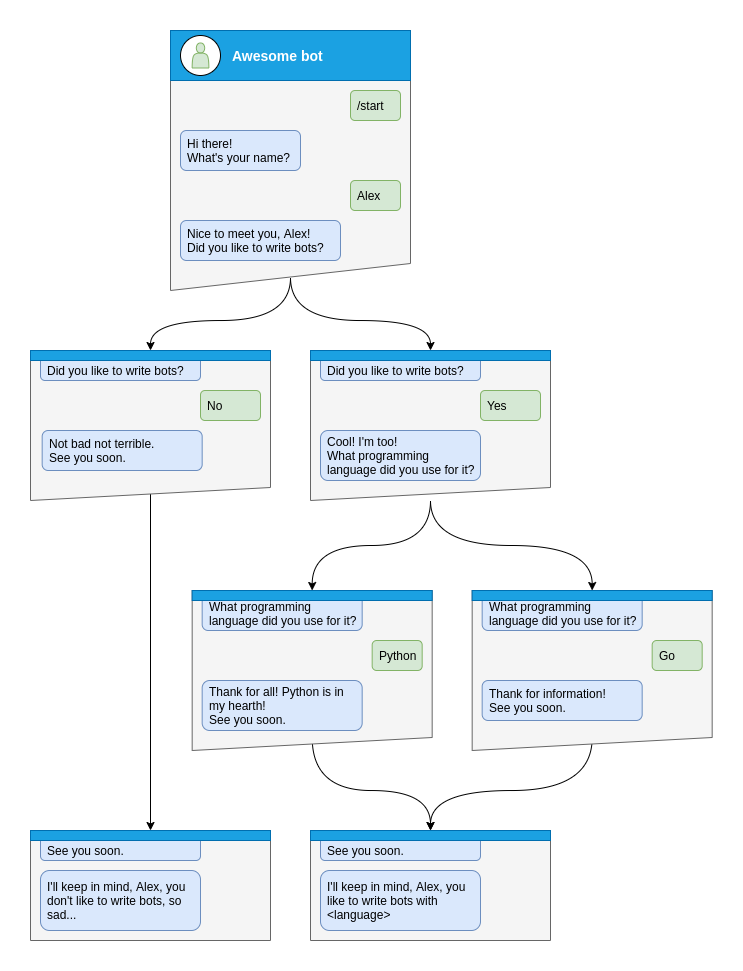 Awesome bot
/start
Hi there!
What's your name?
Alex
Nice to meet you, Alex!
Did you like to write bots?
Did you like to write bots?
No
Not bad not terrible.
See you soon.
Did you like to write bots?
Yes
Cool! I'm too!
What programming
language did you use for it?
What programming
language did you use for it?
Python
Thank for all! Python is in
my hearth!
See you soon.
What programming
language did you use for it?
Go
Thank for information!
See you soon.
See you soon.
I'll keep in mind, Alex, you
don't like to write bots, so
sad...
See you soon.
I'll keep in mind, Alex, you
like to write bots with
<language>